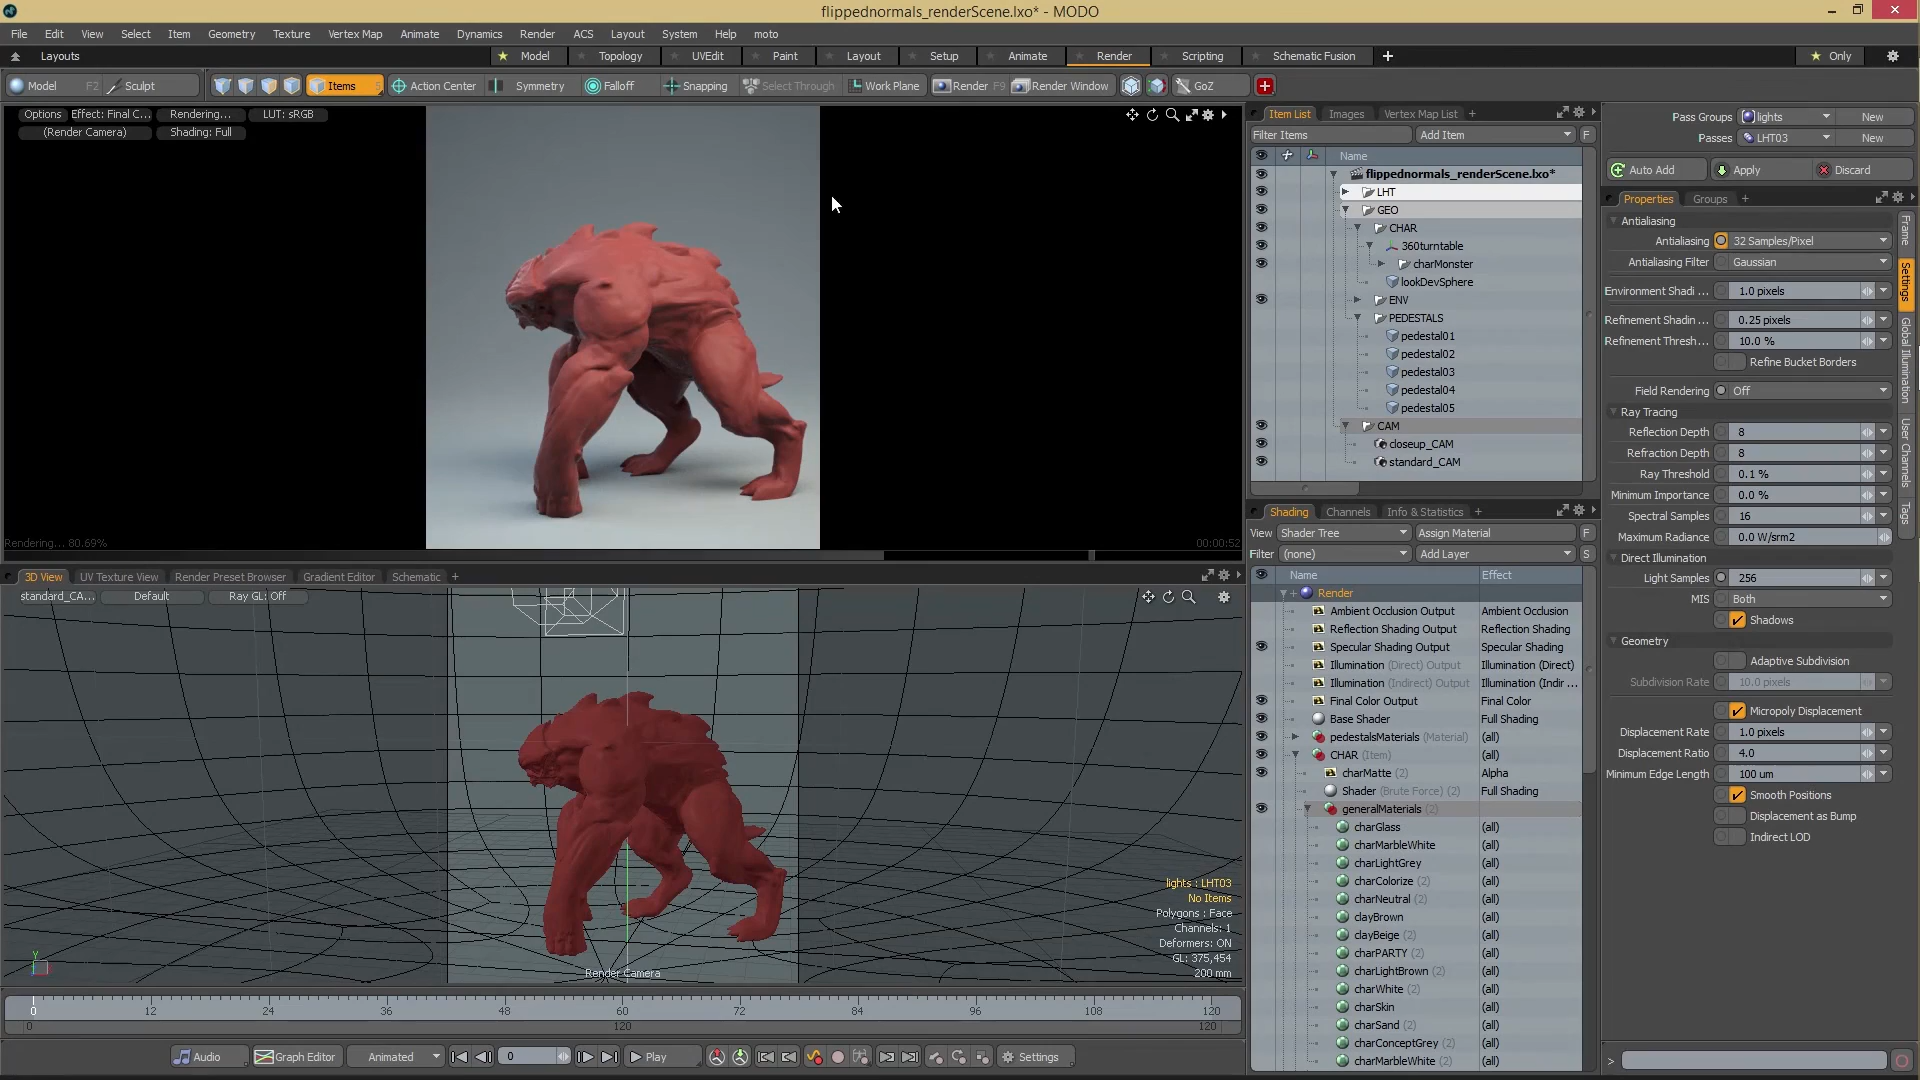 flippednormals_renderScene.lxo* - MODO
File Edit View Select Item Geometry Texture Vertex Map Animate Dynamics Render ACS Layout System Help moto
Layouts Model Topology UVEdit Paint Layout Setup Animate Render Scripting Schematic Fusion + Only
Model F2 Sculpt Items 5 Action Center Symmetry Falloff Snapping Select Through Work Plane Render F9 Render Window GoZ
Options Effect: Final C... Rendering... LUT: sRGB
(Render Camera) Shading: Full
Rendering... 80.69% 00:00:52
3D View UV Texture View Render Preset Browser Gradient Editor Schematic +
standard_CA... Default Ray GL: Off
lights : LHT03
No Items
Polygons : Face
Channels: 1
Deformers: ON
GL: 375,454
200 mm
Render Camera
Y
0 12 24 36 48 60 72 84 96 108 120
0 120 120
Audio Graph Editor Animated 0 Play Settings
Item List Images Vertex Map List +
Filter Items Add Item F
Name
flippednormals_renderScene.lxo*
LHT
GEO
CHAR
360turntable
charMonster
lookDevSphere
ENV
PEDESTALS
pedestal01
pedestal02
pedestal03
pedestal04
pedestal05
CAM
closeup_CAM
standard_CAM
Shading Channels Info & Statistics +
View Shader Tree Assign Material F
Filter (none) Add Layer S
Name Effect
Render
Ambient Occlusion Output Ambient Occlusion
Reflection Shading Output Reflection Shading
Specular Shading Output Specular Shading
Illumination (Direct) Output Illumination (Direct)
Illumination (Indirect) Output Illumination (Indir ...
Final Color Output Final Color
Base Shader Full Shading
pedestalsMaterials (Material) (all)
CHAR (Item) (all)
charMatte (2) Alpha
Shader (Brute Force) (2) Full Shading
generalMaterials (2)
charGlass (all)
charMarbleWhite (all)
charLightGrey (all)
charColorize (2) (all)
charNeutral (2) (all)
clayBrown (all)
clayBeige (2) (all)
charPARTY (2) (all)
charLightBrown (2) (all)
charWhite (2) (all)
charSkin (all)
charSand (2) (all)
charConceptGrey (2) (all)
charMarbleWhite (2) (all)
Pass Groups lights New
Passes LHT03 New
Auto Add Apply Discard
Properties Groups +
Antialiasing
Antialiasing 32 Samples/Pixel
Antialiasing Filter Gaussian
Environment Shadi ... 1.0 pixels
Refinement Shadin ... 0.25 pixels
Refinement Thresh... 10.0 %
Refine Bucket Borders
Field Rendering Off
Ray Tracing
Reflection Depth 8
Refraction Depth 8
Ray Threshold 0.1 %
Minimum Importance 0.0 %
Spectral Samples 16
Maximum Radiance 0.0 W/srm2
Direct Illumination
Light Samples 256
MIS Both
Shadows
Geometry
Adaptive Subdivision
Subdivision Rate 10.0 pixels
Micropoly Displacement
Displacement Rate 1.0 pixels
Displacement Ratio 4.0
Minimum Edge Length 100 um
Smooth Positions
Displacement as Bump
Indirect LOD
Frame
Settings
Global Illumination
User Channels
Tags
>